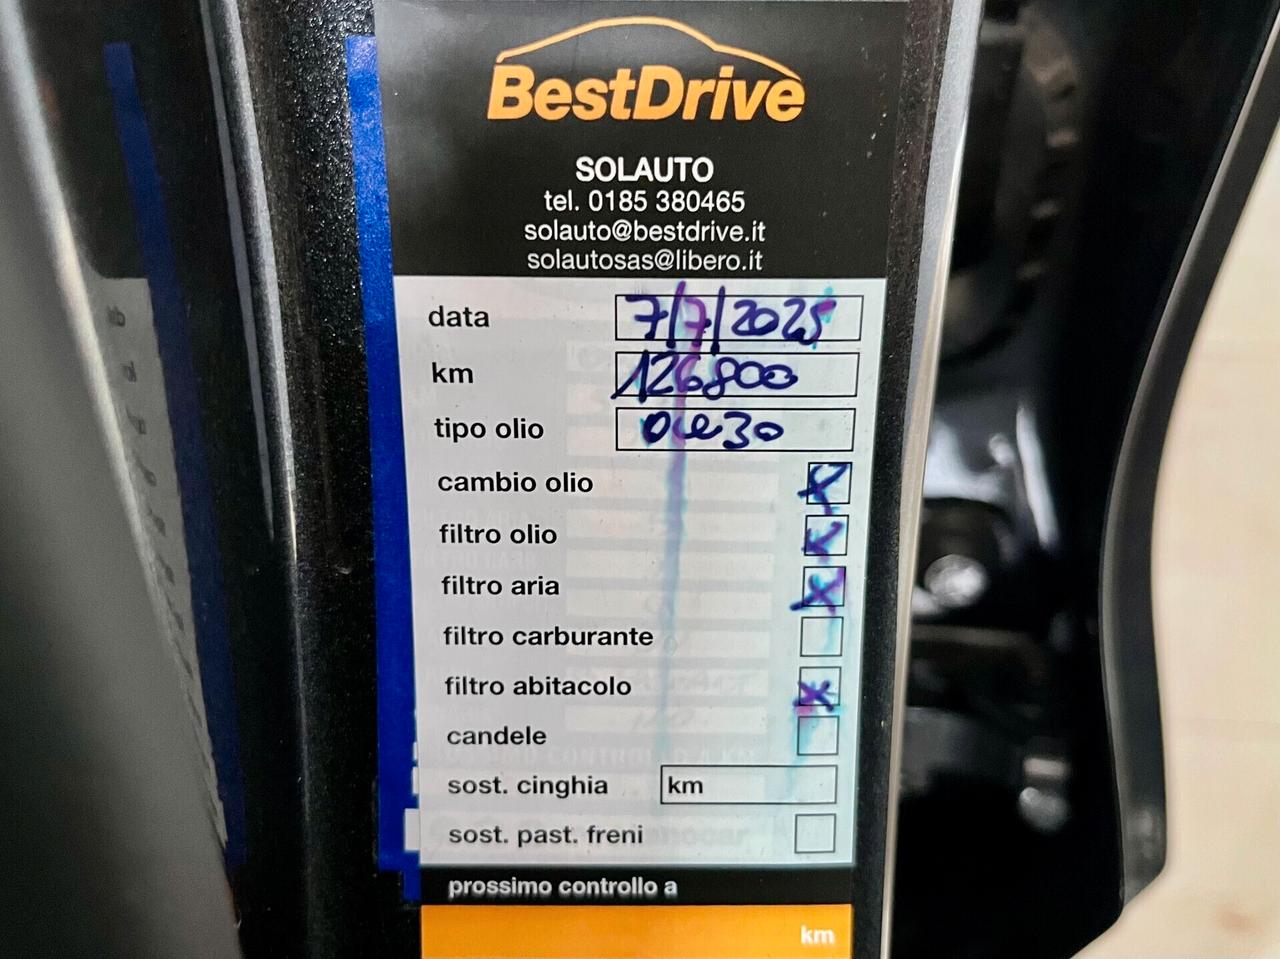 BestDrive
SOLAUTO
tel. 0185 380465
solauto@bestdrive.it
solautosas@libero.it
data 7/7/2025
km 126800
tipo olio 0W30
cambio olio X
filtro olio X
filtro aria X
filtro carburante
filtro abitacolo X
candele
sost. cinghia km
sost. past. freni
prossimo controllo a
km